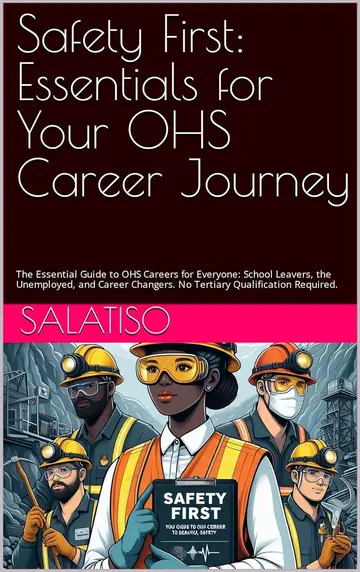 Safety First:
Essentials for
Your OHS
Career Journey
The Essential Guide to OHS Careers for Everyone: School Leavers, the
Unemployed, and Career Changers. No Tertiary Qualification Required.
SALATISO
SAFETY
FIRST